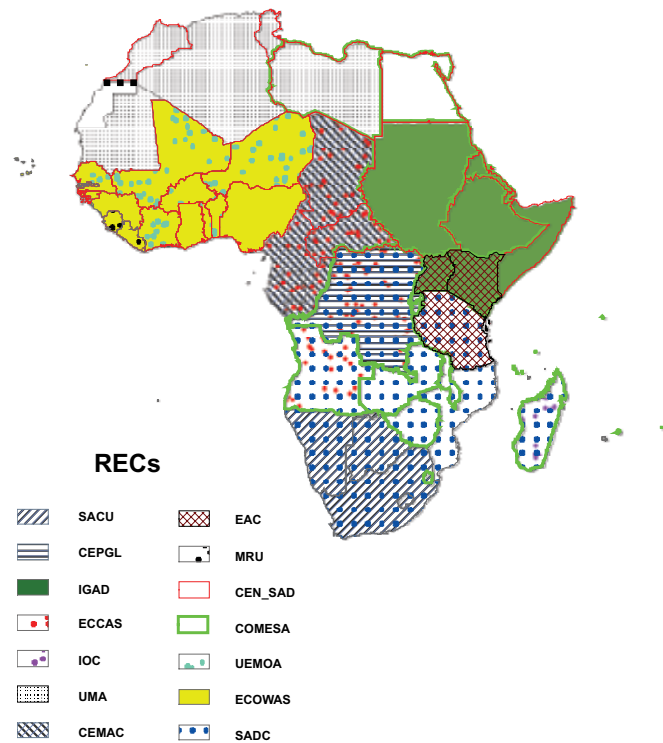 RECs
SACU
CEPGL
IGAD
ECCAS
IOC
UMA
CEMAC
EAC
MRU
CEN_SAD
COMESA
UEMOA
ECOWAS
SADC